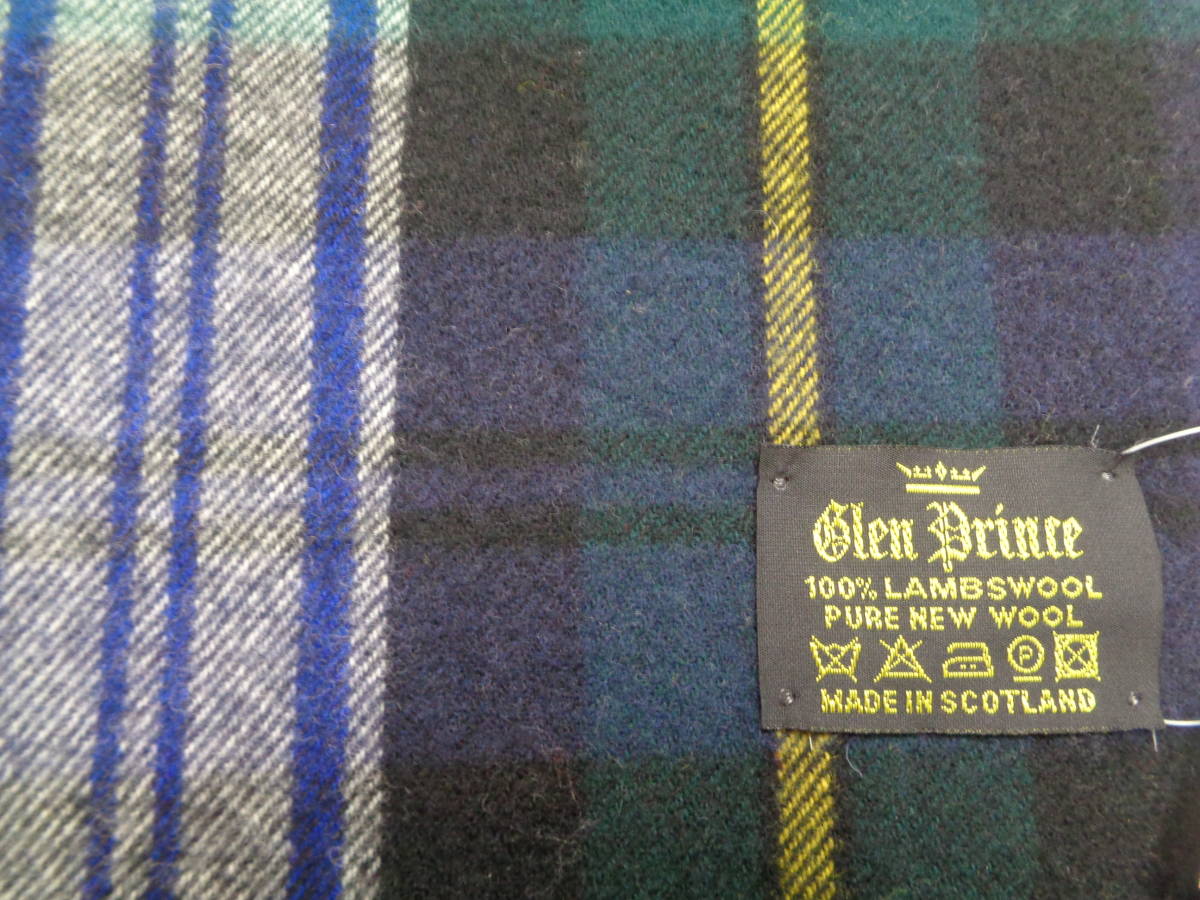 Glen Prince
100% LAMBSWOOL
PURE NEW WOOL
P
MADE IN SCOTLAND